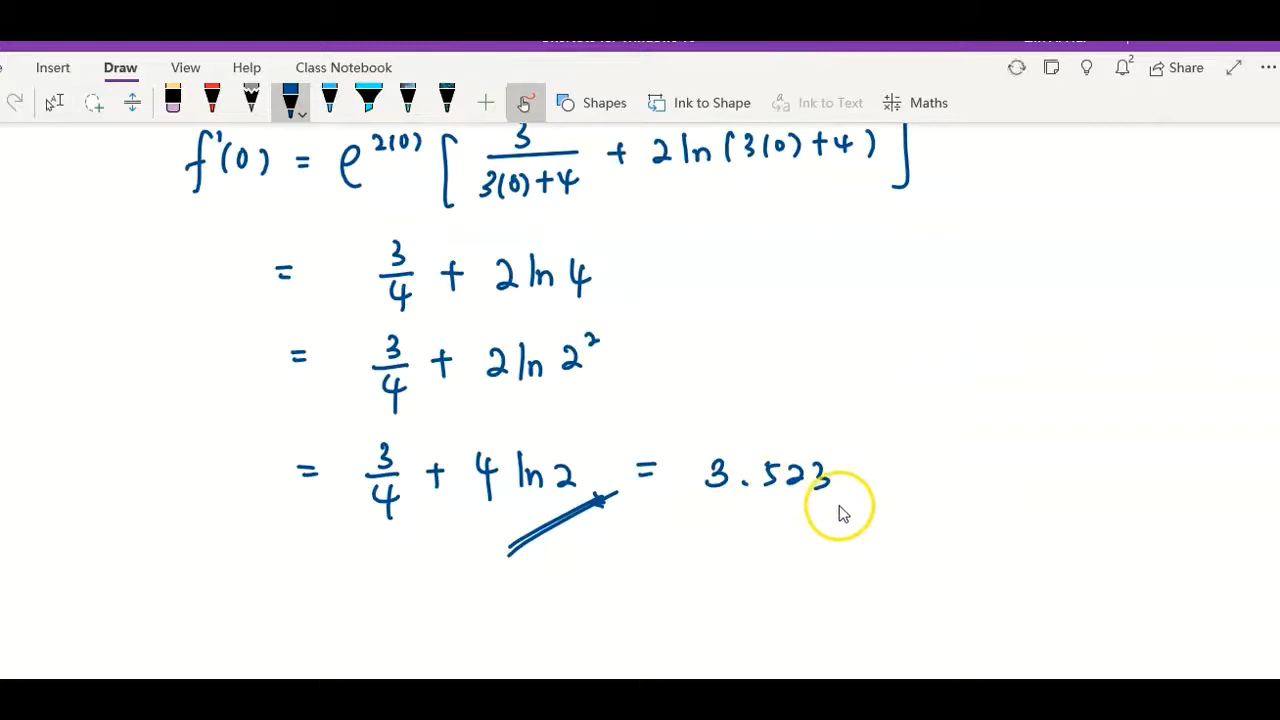 Insert Draw View Help Class Notebook Share
Shapes Ink to Shape Ink to Text Maths
f'(0) = e^{2(0)} [ 3/(3(0)+4) + 2 ln (3(0)+4) ]
= 3/4 + 2 ln 4
= 3/4 + 2 ln 2²
= 3/4 + 4 ln 2 = 3.523